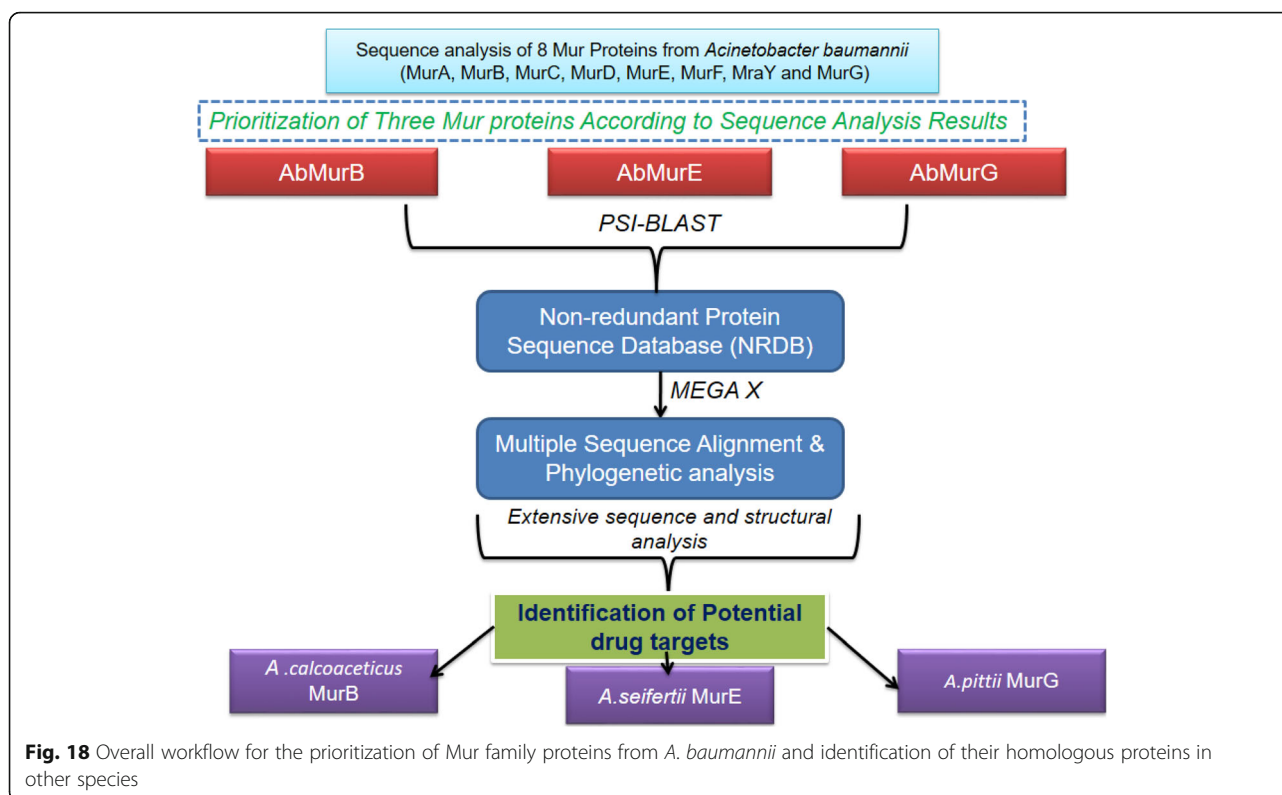 Sequence analysis of 8 Mur Proteins from Acinetobacter baumannii
(MurA, MurB, MurC, MurD, MurE, MurF, MraY and MurG)
Prioritization of Three Mur proteins According to Sequence Analysis Results
AbMurB
AbMurE
AbMurG
PSI-BLAST
Non-redundant Protein
Sequence Database (NRDB)
MEGA X
Multiple Sequence Alignment &
Phylogenetic analysis
Extensive sequence and structural
analysis
Identification of Potential
drug targets
A .calcoaceticus
MurB
A.seifertii MurE
A.pittii MurG
Fig. 18 Overall workflow for the prioritization of Mur family proteins from A. baumannii and identification of their homologous proteins in
other species